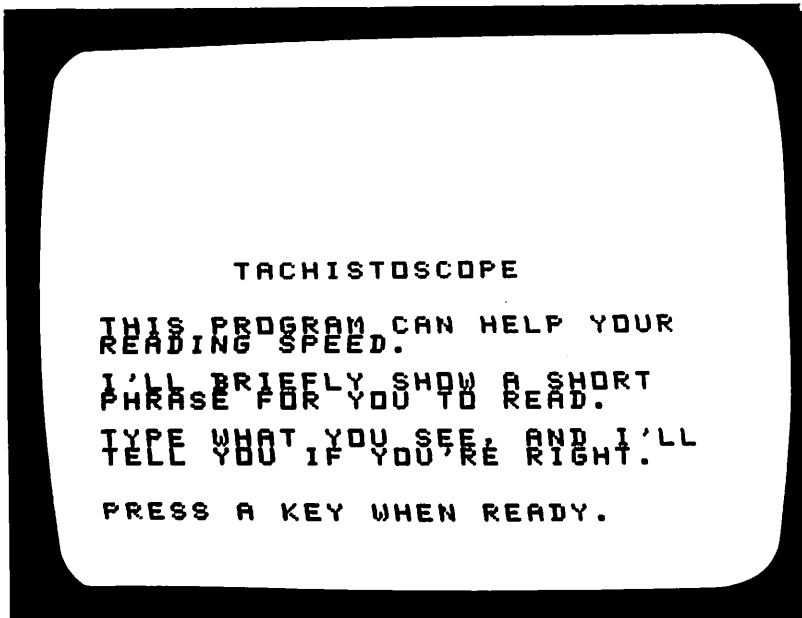 TACHISTOSCOPE
THIS PROGRAM CAN HELP YOUR
READING SPEED.
I'LL BRIEFLY SHOW A SHORT
PHRASE FOR YOU TO READ.
TYPE WHAT YOU SEE, AND I'LL
TELL YOU IF YOU'RE RIGHT.
PRESS A KEY WHEN READY.